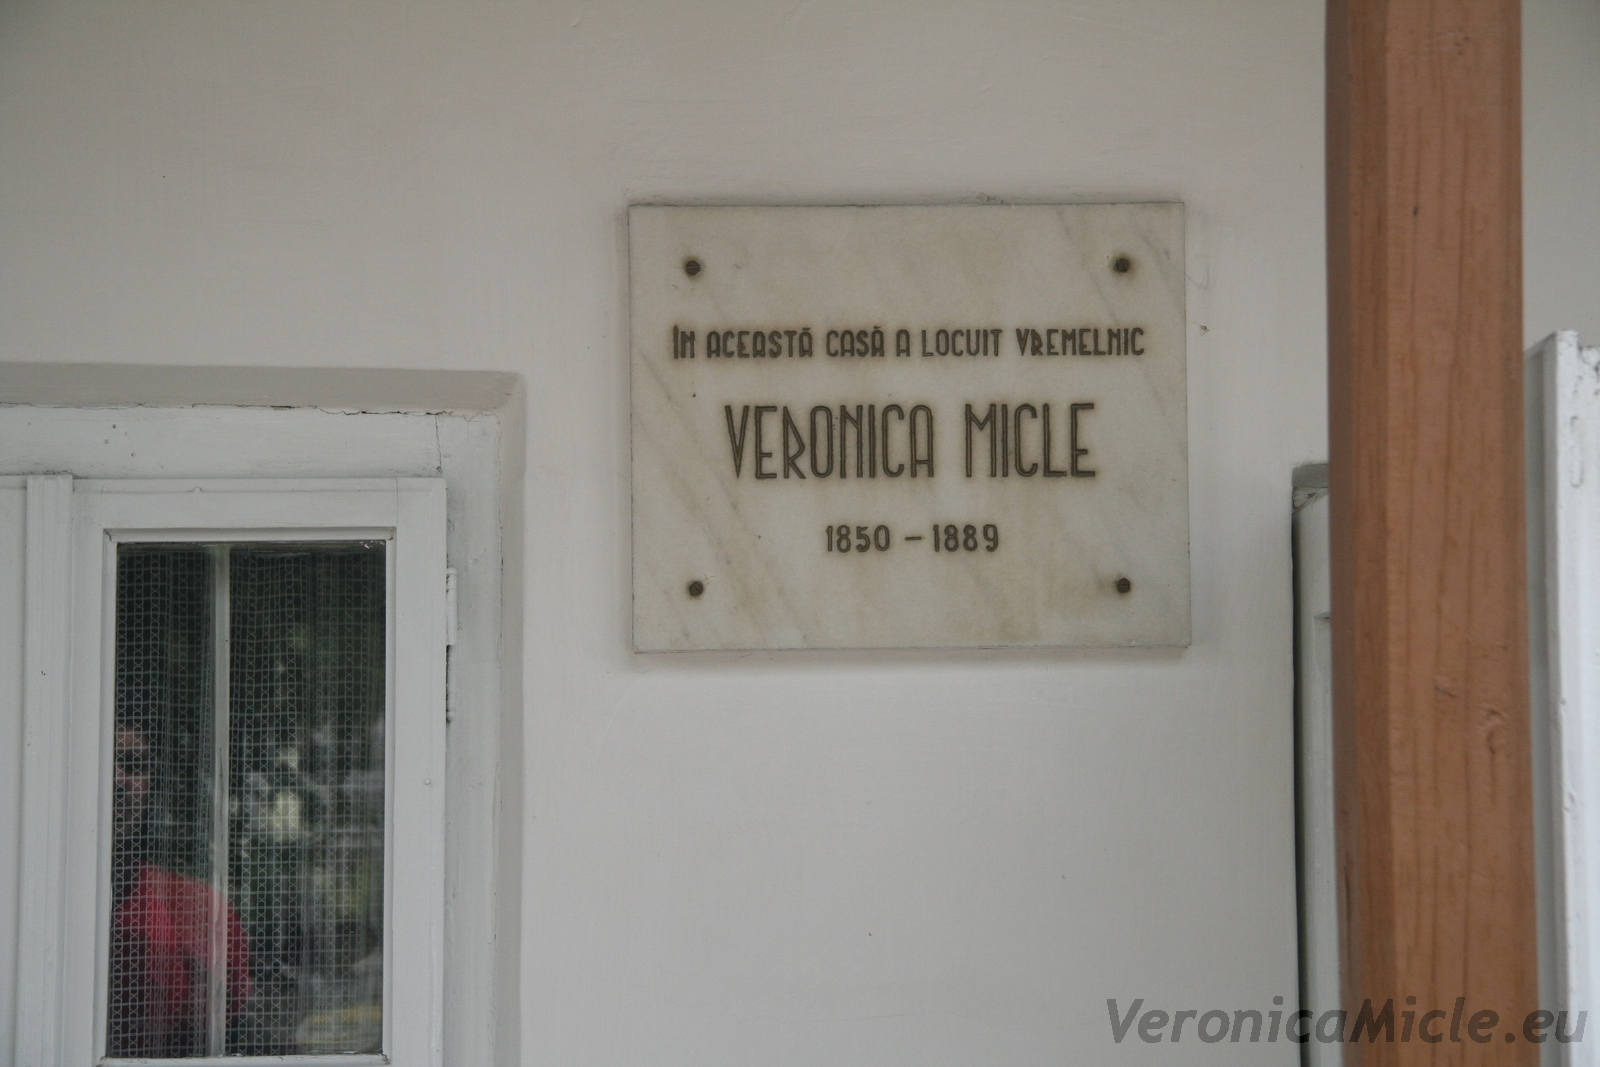 IN ACEASTĂ CASĂ A LOCUIT VREMELNIC
VERONICA MICLE
1850 – 1889
VeronicaMicle.eu